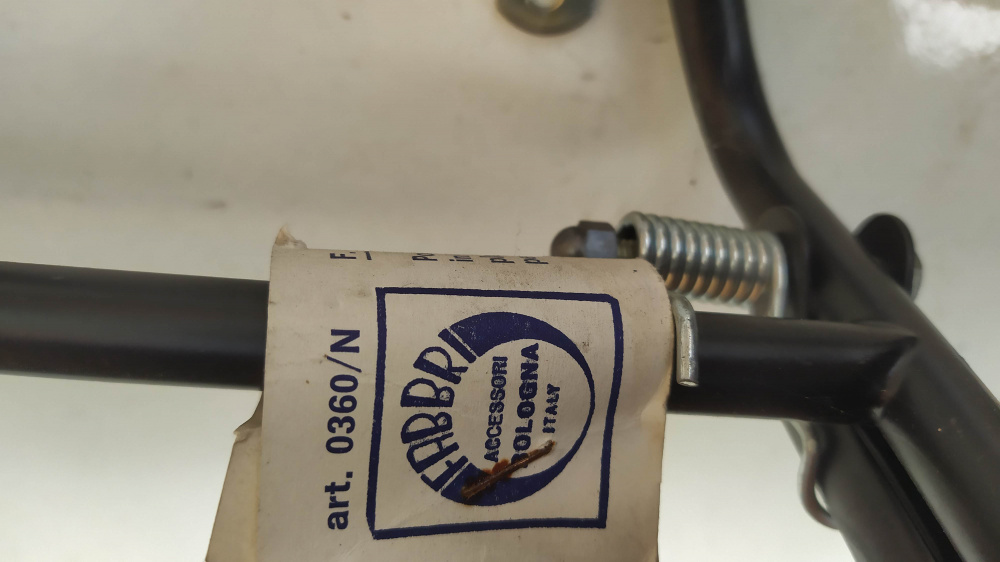 art. 0360/N
FABBRI
ACCESSORI
BOLOGNA
ITALY